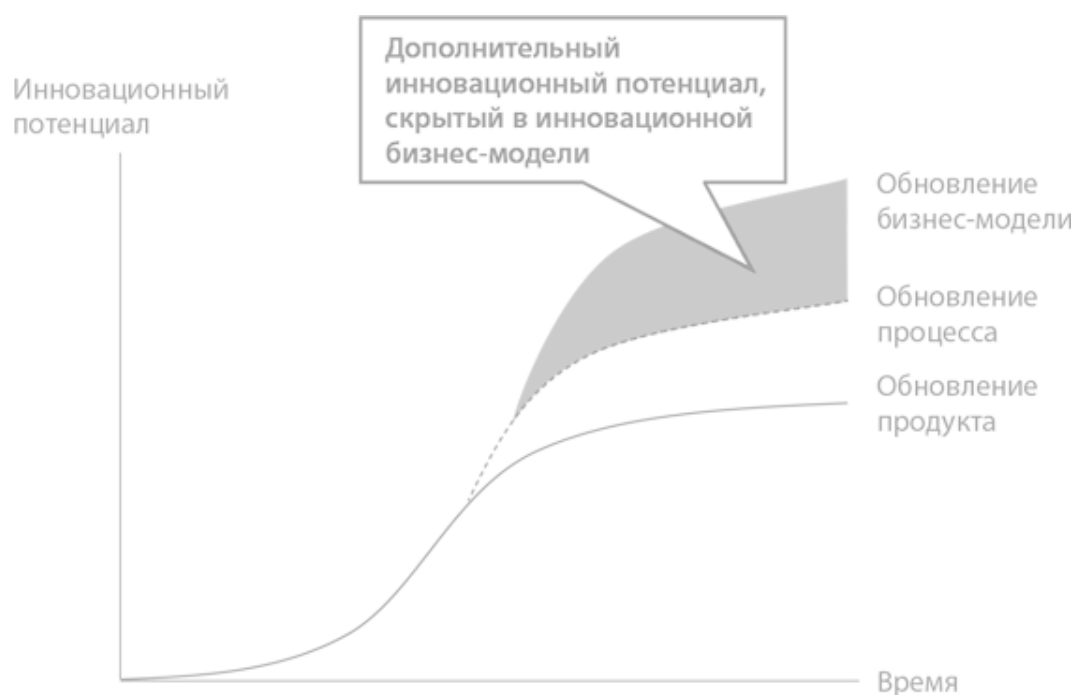 Дополнительный
инновационный потенциал,
скрытый в инновационной
бизнес-модели
Инновационный
потенциал
Обновление
бизнес-модели
Обновление
процесса
Обновление
продукта
Время